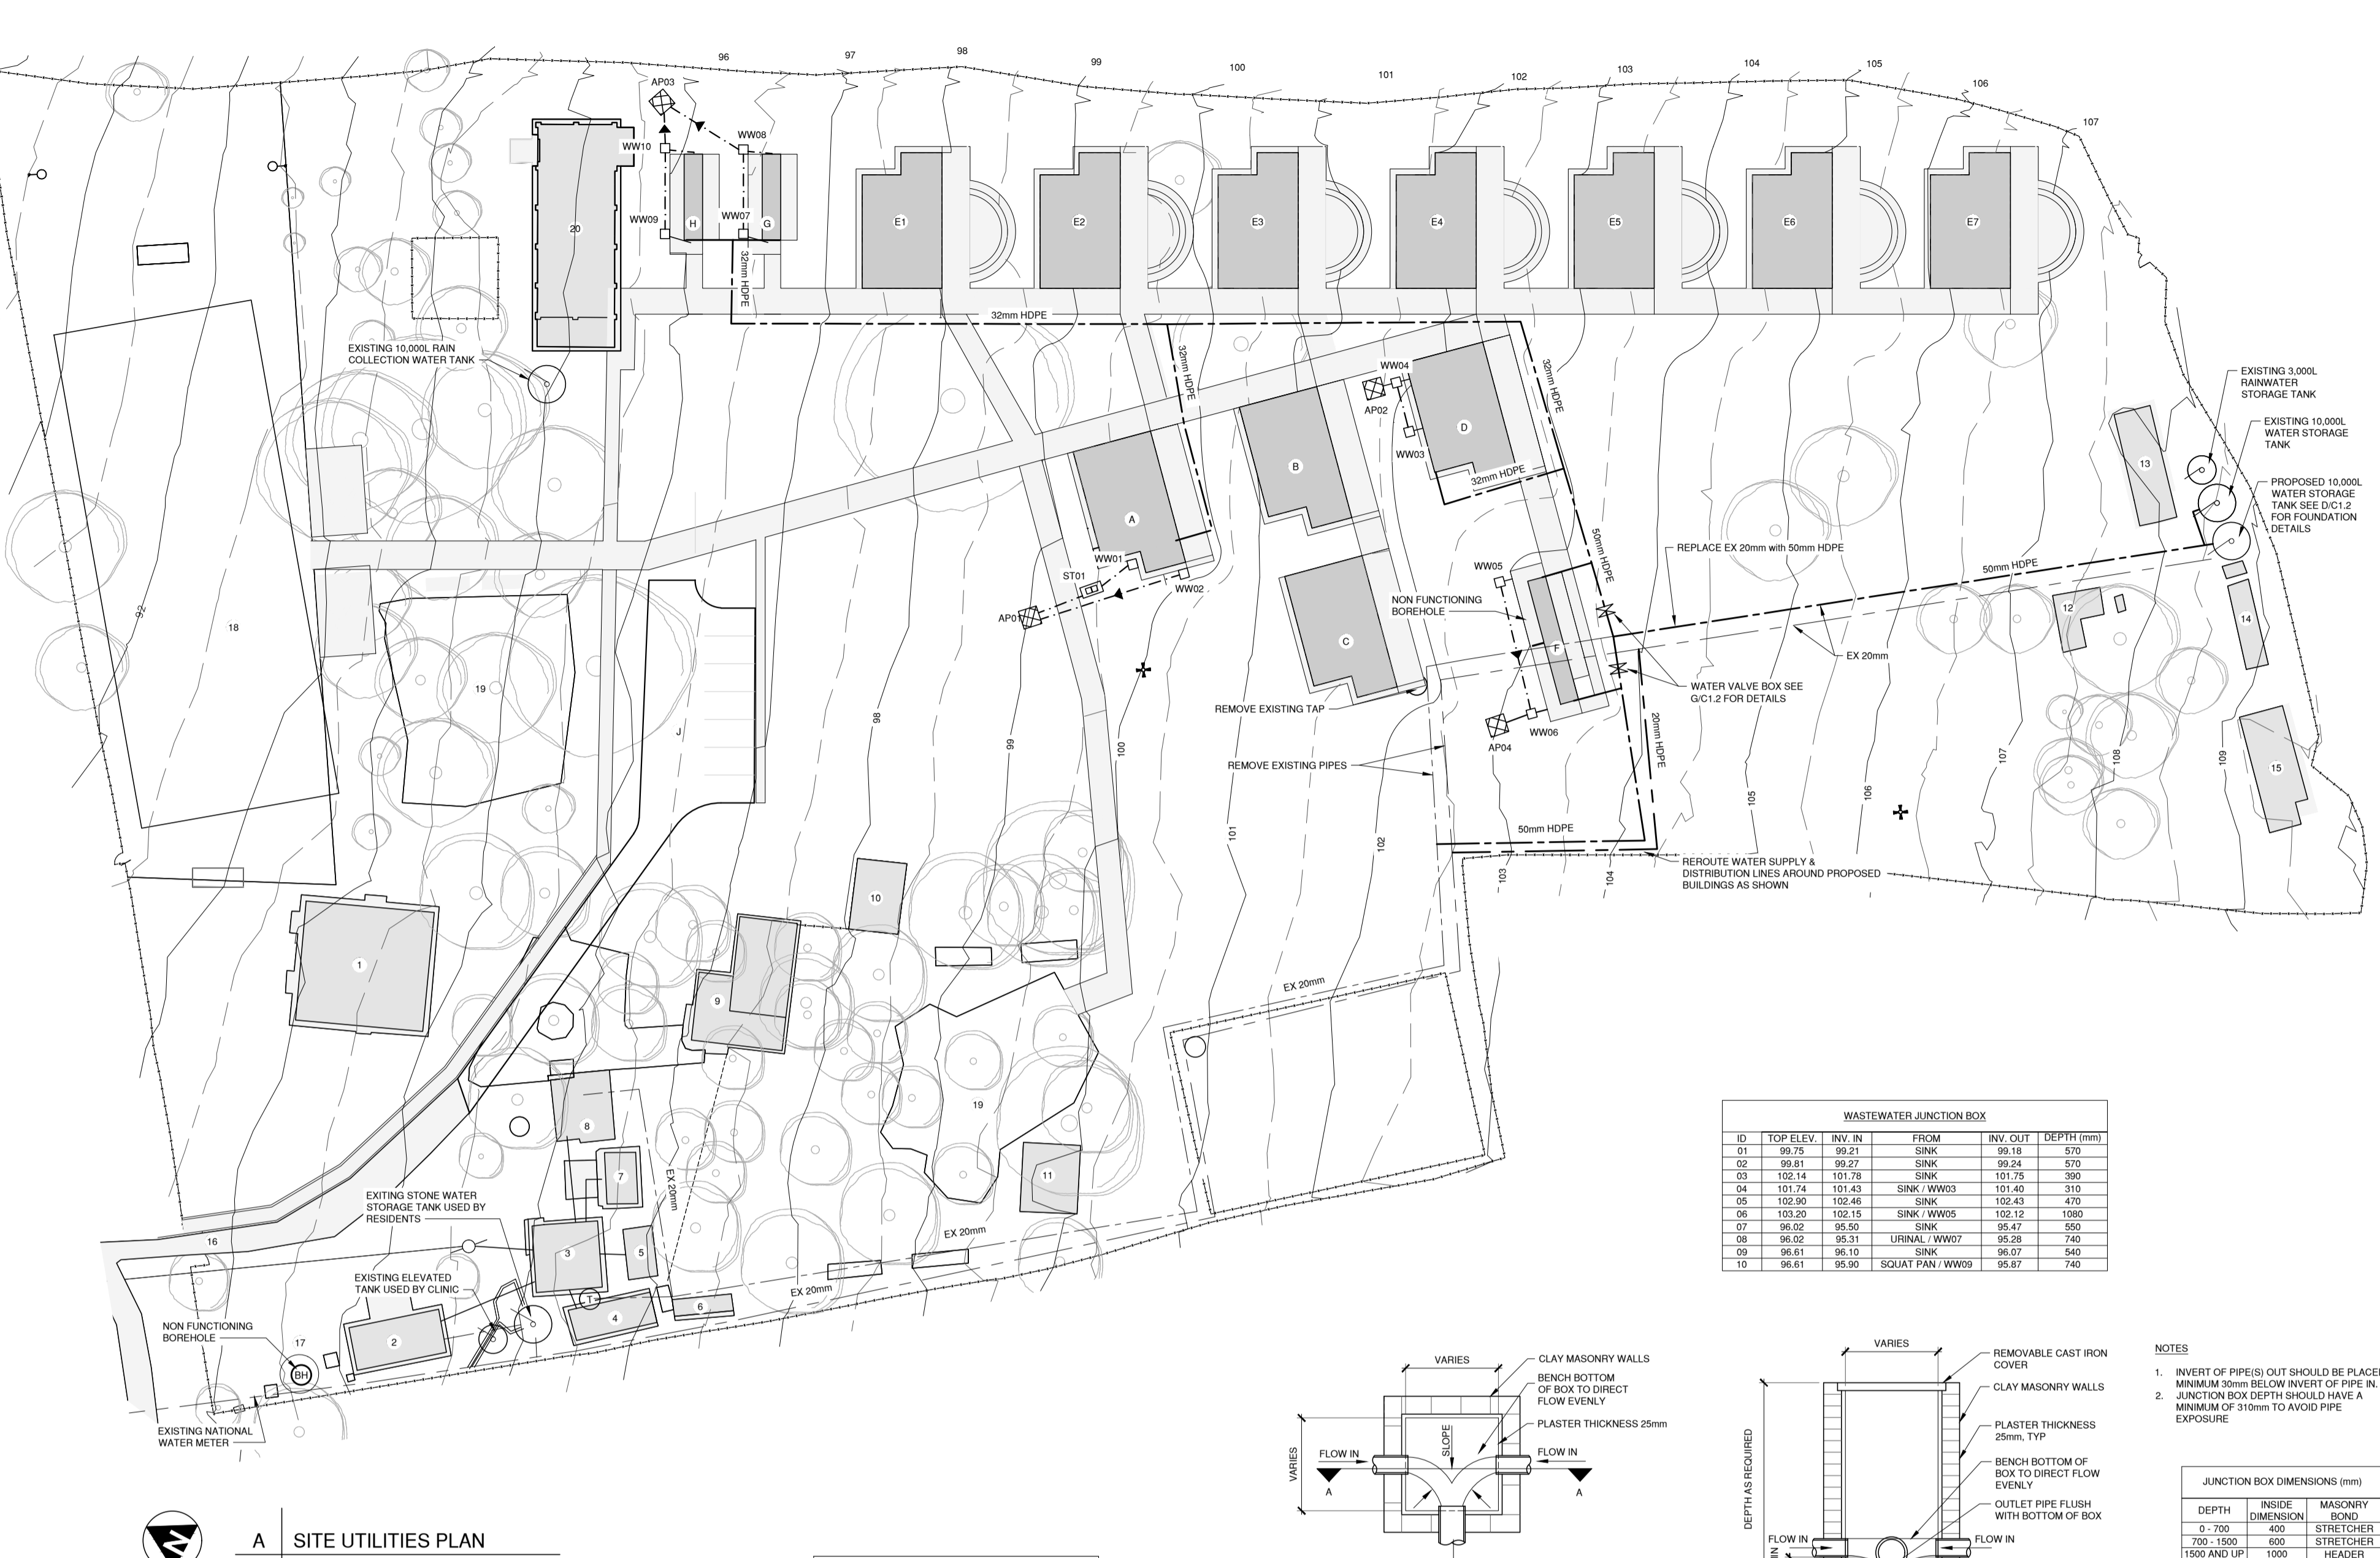 96
97
98
99
100
101
102
103
104
105
106
107
AP03
WW10
WW08
WW09
WW07
H
G
20
E1
E2
E3
E4
E5
E6
E7
32mm HDPE
32mm HDPE
32mm HDPE
32mm HDPE
EXISTING 10,000L RAIN
COLLECTION WATER TANK
WW04
AP02
WW03
D
32mm HDPE
B
A
EXISTING 3,000L
RAINWATER
STORAGE TANK
EXISTING 10,000L
WATER STORAGE
TANK
PROPOSED 10,000L
WATER STORAGE
TANK SEE D/C1.2
FOR FOUNDATION
DETAILS
13
REPLACE EX 20mm with 50mm HDPE
50mm HDPE
50mm HDPE
WW01
ST01
WW02
AP01
WW05
NON FUNCTIONING
BOREHOLE
C
F
12
14
92
18
EX 20mm
WATER VALVE BOX SEE
G/C1.2 FOR DETAILS
19
J
98
99
100
REMOVE EXISTING TAP
WW06
AP04
20mm HDPE
REMOVE EXISTING PIPES
15
101
102
103
104
105
106
107
108
109
50mm HDPE
REROUTE WATER SUPPLY &
DISTRIBUTION LINES AROUND PROPOSED
BUILDINGS AS SHOWN
10
1
9
EX 20mm
19
8
7
11
EX 20mm
EXITING STONE WATER
STORAGE TANK USED BY
RESIDENTS
16
3
5
EX 20mm
EX 20mm
EXISTING ELEVATED
TANK USED BY CLINIC
T
4
6
NON FUNCTIONING
BOREHOLE
17
2
BH
EXISTING NATIONAL
WATER METER
WASTEWATER JUNCTION BOX
ID TOP ELEV. INV. IN FROM INV. OUT DEPTH (mm)
01 99.75 99.21 SINK 99.18 570
02 99.81 99.27 SINK 99.24 570
03 102.14 101.78 SINK 101.75 390
04 101.74 101.43 SINK / WW03 101.40 310
05 102.90 102.46 SINK 102.43 470
06 103.20 102.15 SINK / WW05 102.12 1080
07 96.02 95.50 SINK 95.47 550
08 96.02 95.31 URINAL / WW07 95.28 740
09 96.61 96.10 SINK 96.07 540
10 96.61 95.90 SQUAT PAN / WW09 95.87 740
VARIES
CLAY MASONRY WALLS
BENCH BOTTOM
OF BOX TO DIRECT
FLOW EVENLY
PLASTER THICKNESS 25mm
SLOPE
VARIES
FLOW IN
FLOW IN
A
A
VARIES
REMOVABLE CAST IRON
COVER
CLAY MASONRY WALLS
PLASTER THICKNESS
25mm, TYP
BENCH BOTTOM OF
BOX TO DIRECT FLOW
EVENLY
OUTLET PIPE FLUSH
WITH BOTTOM OF BOX
DEPTH AS REQUIRED
FLOW IN
FLOW IN
IN
NOTES
1. INVERT OF PIPE(S) OUT SHOULD BE PLACED
MINIMUM 30mm BELOW INVERT OF PIPE IN.
2. JUNCTION BOX DEPTH SHOULD HAVE A
MINIMUM OF 310mm TO AVOID PIPE
EXPOSURE
JUNCTION BOX DIMENSIONS (mm)
DEPTH INSIDE DIMENSION MASONRY BOND
0 - 700 400 STRETCHER
700 - 1500 600 STRETCHER
1500 AND UP 1000 HEADER
N
A SITE UTILITIES PLAN